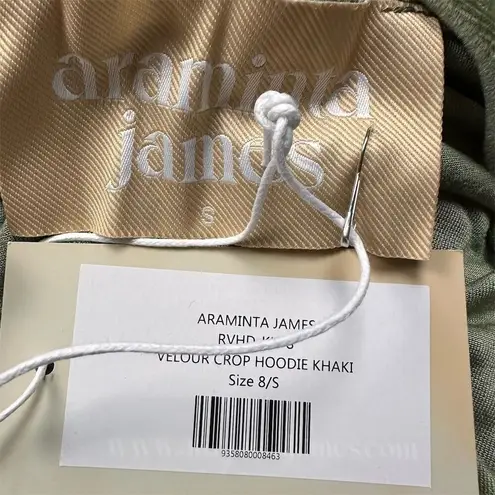 araminta
james
S
ARAMINTA JAMES
VELOUR CROP HOODIE KHAKI
Size 8/S
9358080008463